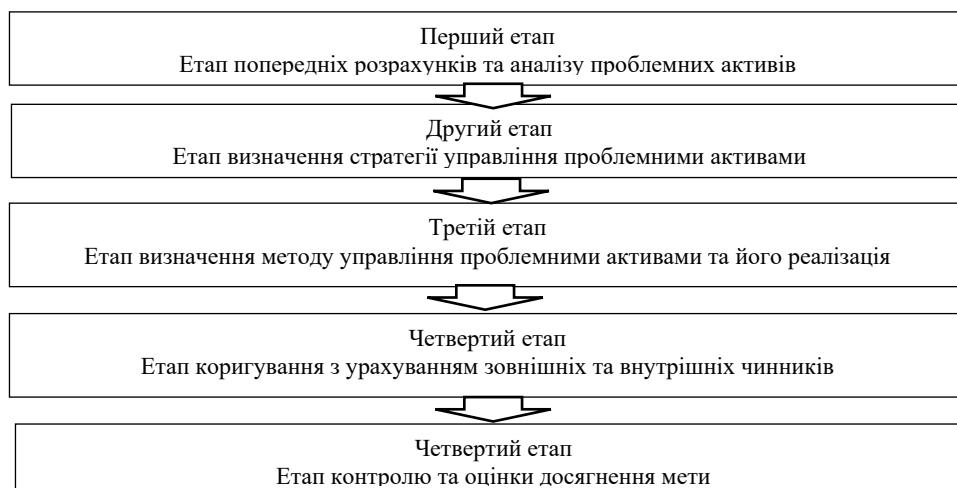 Перший етап
Етап попередніх розрахунків та аналізу проблемних активів
Другий етап
Етап визначення стратегії управління проблемними активами
Третій етап
Етап визначення методу управління проблемними активами та його реалізація
Четвертий етап
Етап коригування з урахуванням зовнішніх та внутрішніх чинників
Четвертий етап
Етап контролю та оцінки досягнення мети